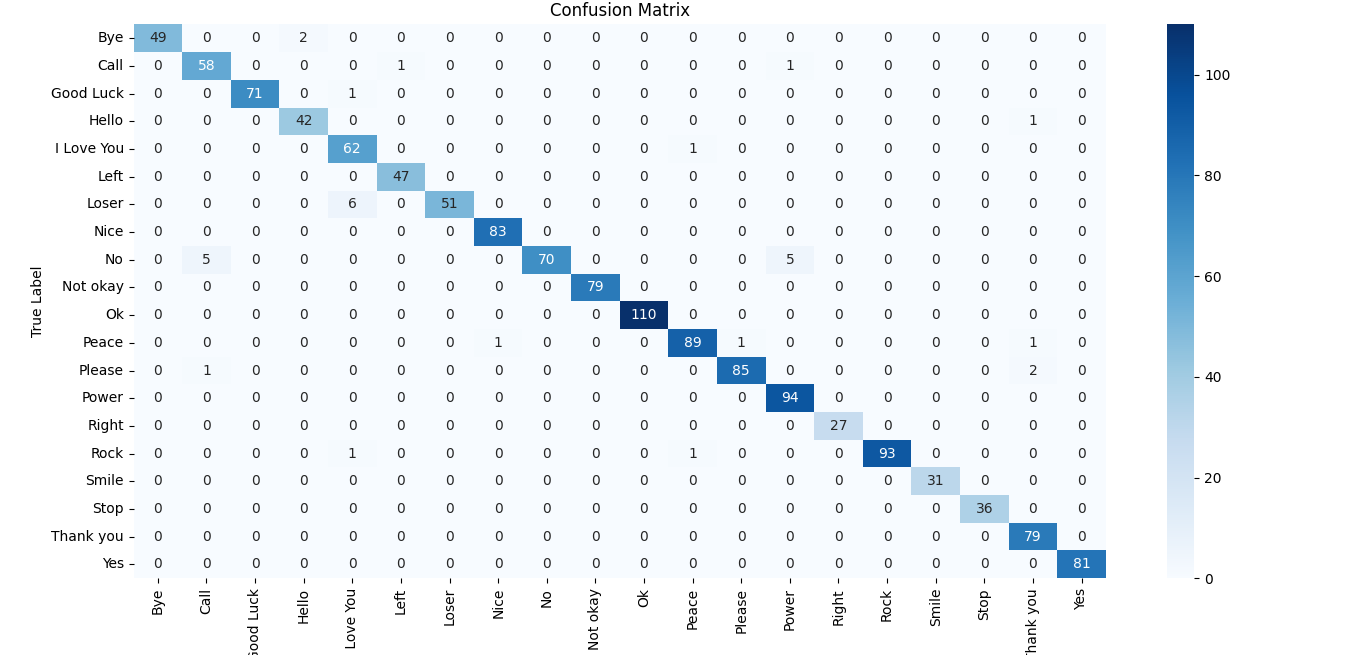 Confusion Matrix
Bye 49 0 0 2 0 0 0 0 0 0 0 0 0 0 0 0 0 0 0 0
Call 0 58 0 0 0 1 0 0 0 0 0 0 0 1 0 0 0 0 0 0
Good Luck 0 0 71 0 1 0 0 0 0 0 0 0 0 0 0 0 0 0 0 0
Hello 0 0 0 42 0 0 0 0 0 0 0 0 0 0 0 0 0 0 1 0
I Love You 0 0 0 0 62 0 0 0 0 0 0 1 0 0 0 0 0 0 0 0
Left 0 0 0 0 0 47 0 0 0 0 0 0 0 0 0 0 0 0 0 0
Loser 0 0 0 0 6 0 51 0 0 0 0 0 0 0 0 0 0 0 0 0
Nice 0 0 0 0 0 0 0 83 0 0 0 0 0 0 0 0 0 0 0 0
No 0 5 0 0 0 0 0 0 70 0 0 0 0 5 0 0 0 0 0 0
Not okay 0 0 0 0 0 0 0 0 0 79 0 0 0 0 0 0 0 0 0 0
Ok 0 0 0 0 0 0 0 0 0 0 110 0 0 0 0 0 0 0 0 0
Peace 0 0 0 0 0 0 0 1 0 0 0 89 1 0 0 0 0 0 1 0
Please 0 1 0 0 0 0 0 0 0 0 0 0 85 0 0 0 0 0 2 0
Power 0 0 0 0 0 0 0 0 0 0 0 0 0 94 0 0 0 0 0 0
Right 0 0 0 0 0 0 0 0 0 0 0 0 0 0 27 0 0 0 0 0
Rock 0 0 0 0 1 0 0 0 0 0 0 1 0 0 0 93 0 0 0 0
Smile 0 0 0 0 0 0 0 0 0 0 0 0 0 0 0 0 31 0 0 0
Stop 0 0 0 0 0 0 0 0 0 0 0 0 0 0 0 0 0 36 0 0
Thank you 0 0 0 0 0 0 0 0 0 0 0 0 0 0 0 0 0 0 79 0
Yes 0 0 0 0 0 0 0 0 0 0 0 0 0 0 0 0 0 0 0 81
True Label
Bye
Call
Good Luck
Hello
Love You
Left
Loser
Nice
No
Not okay
Ok
Peace
Please
Power
Right
Rock
Smile
Stop
Thank you
Yes
100
80
60
40
20
0